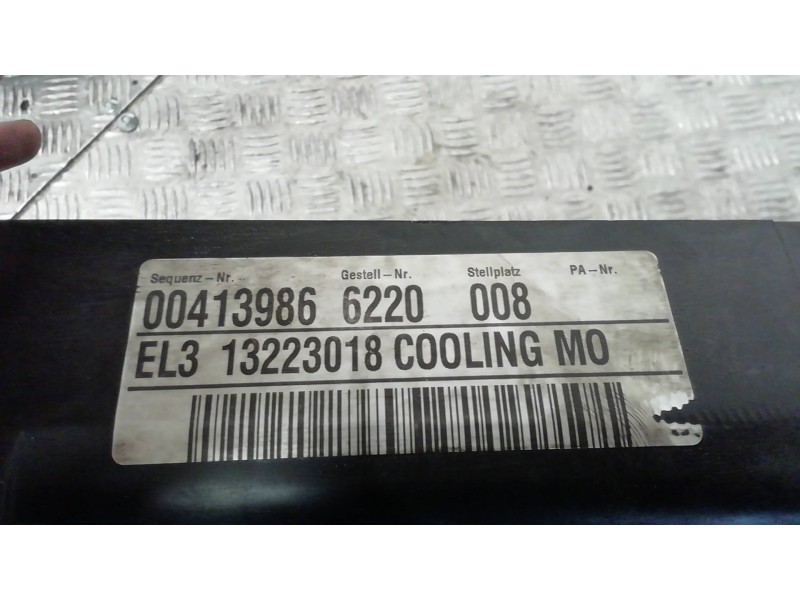 Sequenz-Nr. Gestell-Nr. Stellplatz PA-Nr.
00413986 6220 008
EL3 13223018 COOLING MO